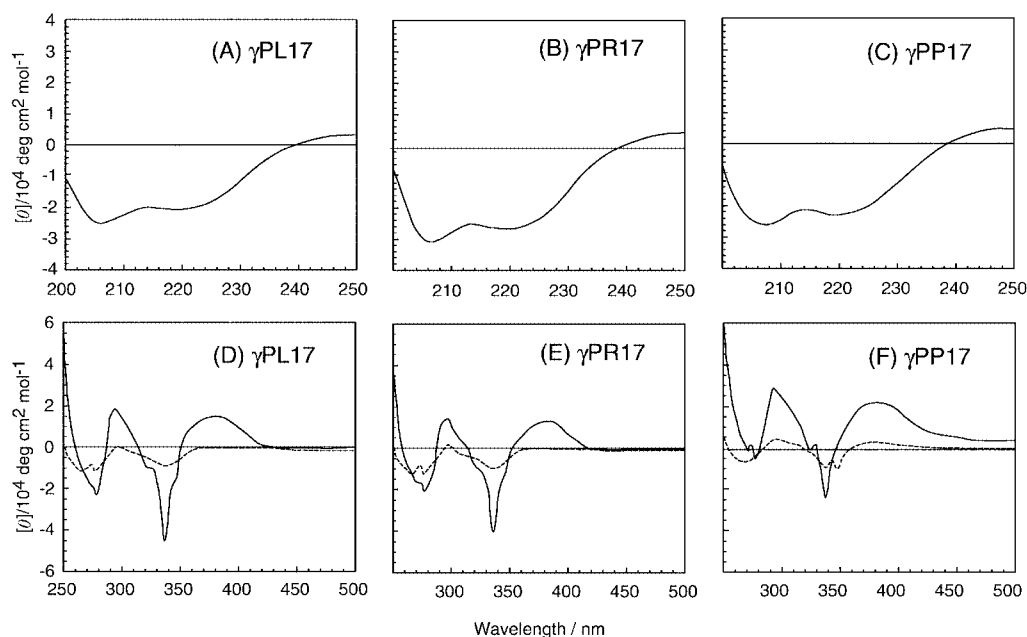 (A) γPL17
(B) γPR17
(C) γPP17
[θ]/10⁴ deg cm² mol⁻¹
4
3
2
1
0
-1
-2
-3
-4
200 210 220 230 240 250
210 220 230 240 250
210 220 230 240 250
(D) γPL17
(E) γPR17
(F) γPP17
[θ]/10⁴ deg cm² mol⁻¹
6
4
2
0
-2
-4
-6
250 300 350 400 450 500
300 350 400 450 500
300 350 400 450 500
Wavelength / nm